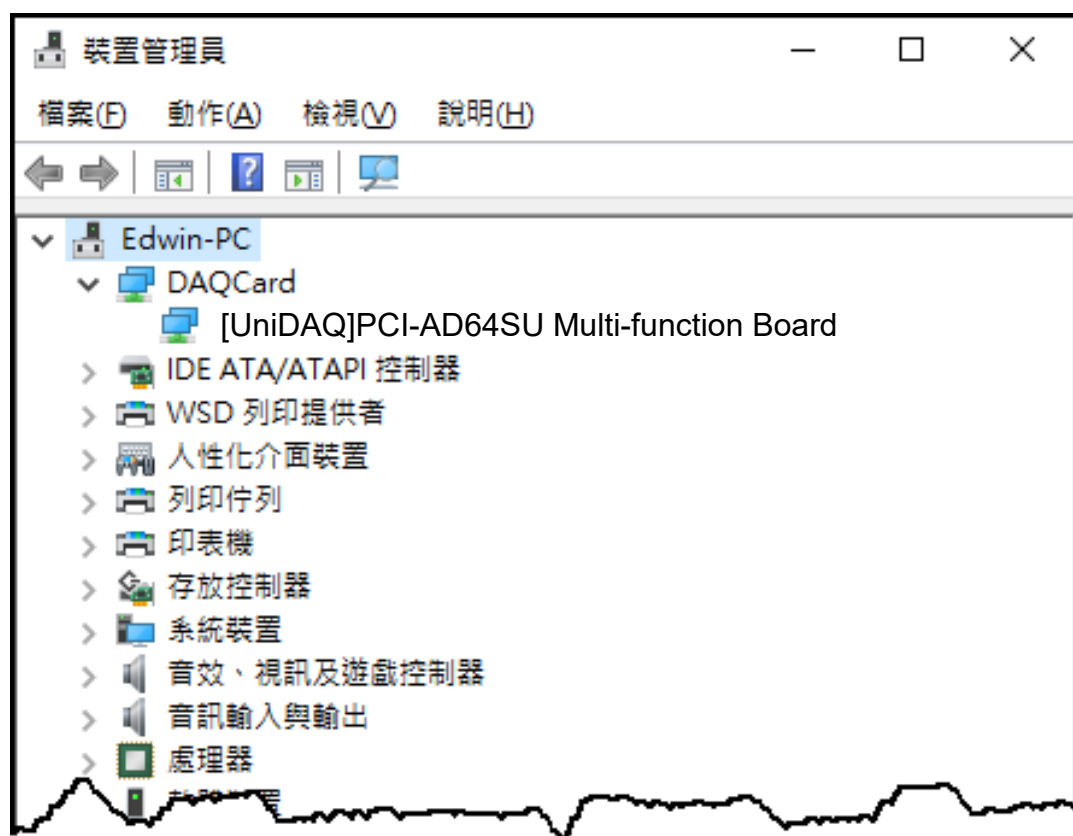 裝置管理員
檔案(F) 動作(A) 檢視(V) 說明(H)
Edwin-PC
DAQCard
[UniDAQ]PCI-AD64SU Multi-function Board
IDE ATA/ATAPI 控制器
WSD 列印提供者
人性化介面裝置
列印佇列
印表機
存放控制器
系統裝置
音效、視訊及遊戲控制器
音訊輸入與輸出
處理器